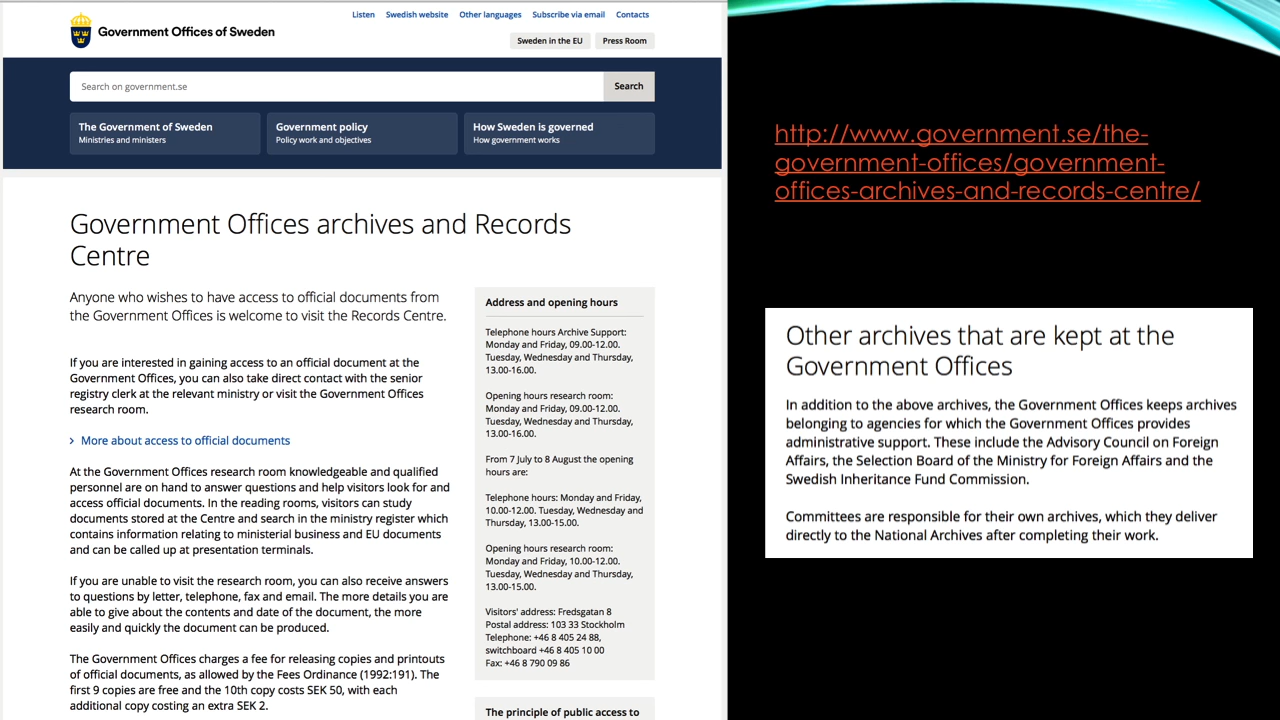 Listen Swedish website Other languages Subscribe via email Contacts
Government Offices of Sweden
Sweden in the EU Press Room
Search on government.se Search
The Government of Sweden
Ministries and ministers
Government policy
Policy work and objectives
How Sweden is governed
How government works
Government Offices archives and Records
Centre
Anyone who wishes to have access to official documents from
the Government Offices is welcome to visit the Records Centre.
If you are interested in gaining access to an official document at the
Government Offices, you can also take direct contact with the senior
registry clerk at the relevant ministry or visit the Government Offices
research room.
More about access to official documents
At the Government Offices research room knowledgeable and qualified
personnel are on hand to answer questions and help visitors look for and
access official documents. In the reading rooms, visitors can study
documents stored at the Centre and search in the ministry register which
contains information relating to ministerial business and EU documents
and can be called up at presentation terminals.
If you are unable to visit the research room, you can also receive answers
to questions by letter, telephone, fax and email. The more details you are
able to give about the contents and date of the document, the more
easily and quickly the document can be produced.
The Government Offices charges a fee for releasing copies and printouts
of official documents, as allowed by the Fees Ordinance (1992:191). The
first 9 copies are free and the 10th copy costs SEK 50, with each
additional copy costing an extra SEK 2.
Address and opening hours
Telephone hours Archive Support:
Monday and Friday, 09.00-12.00.
Tuesday, Wednesday and Thursday,
13.00-16.00.
Opening hours research room:
Monday and Friday, 09.00-12.00.
Tuesday, Wednesday and Thursday,
13.00-16.00.
From 7 July to 8 August the opening
hours are:
Telephone hours: Monday and Friday,
10.00-12.00. Tuesday, Wednesday and
Thursday, 13.00-15.00.
Opening hours research room:
Monday and Friday, 10.00-12.00.
Tuesday, Wednesday and Thursday,
13.00-15.00.
Visitors' address: Fredsgatan 8
Postal address: 103 33 Stockholm
Telephone: +46 8 405 24 88,
switchboard +46 8 405 10 00
Fax: +46 8 790 09 86
The principle of public access to
http://www.government.se/the-
government-offices/government-
offices-archives-and-records-centre/
Other archives that are kept at the
Government Offices
In addition to the above archives, the Government Offices keeps archives
belonging to agencies for which the Government Offices provides
administrative support. These include the Advisory Council on Foreign
Affairs, the Selection Board of the Ministry for Foreign Affairs and the
Swedish Inheritance Fund Commission.
Committees are responsible for their own archives, which they deliver
directly to the National Archives after completing their work.